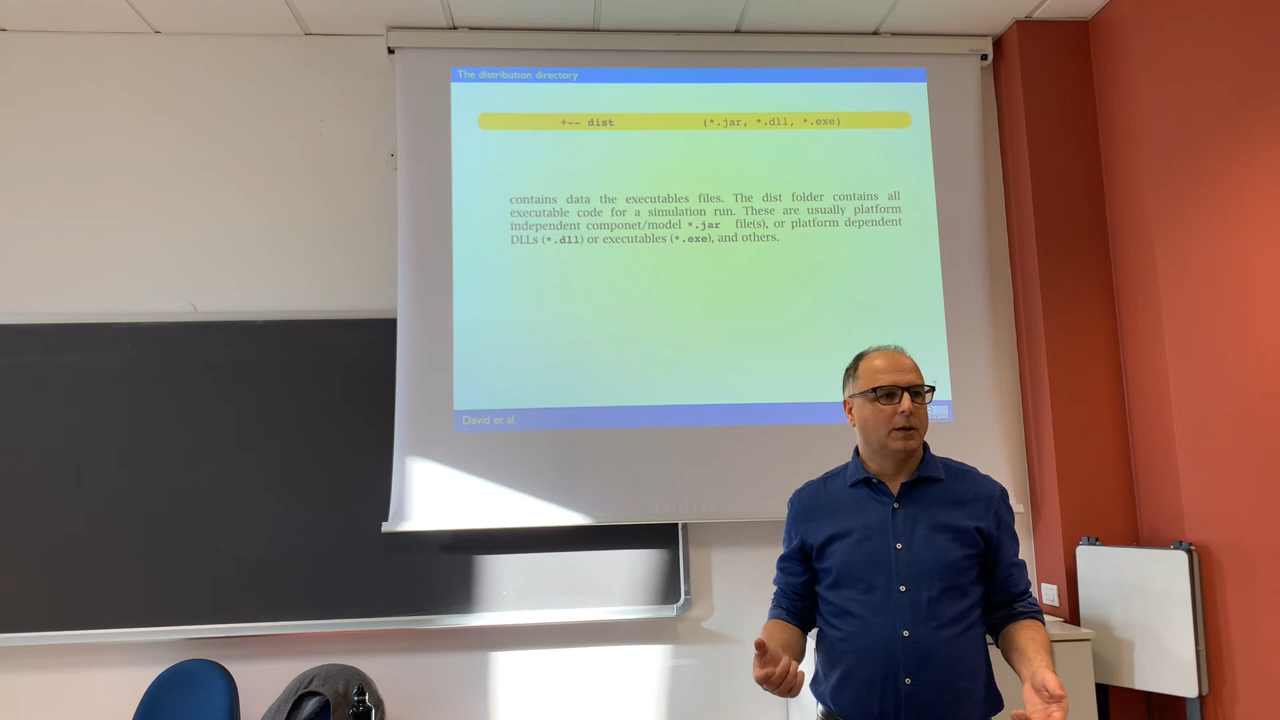 The distribution directory
+-- dist (*.jar, *.dll, *.exe)
contains data the executables files. The dist folder contains all
executable code for a simulation run. These are usually platform
independent componet/model *.jar file(s), or platform dependent
DLLs (*.dll) or executables (*.exe), and others.
David et al.